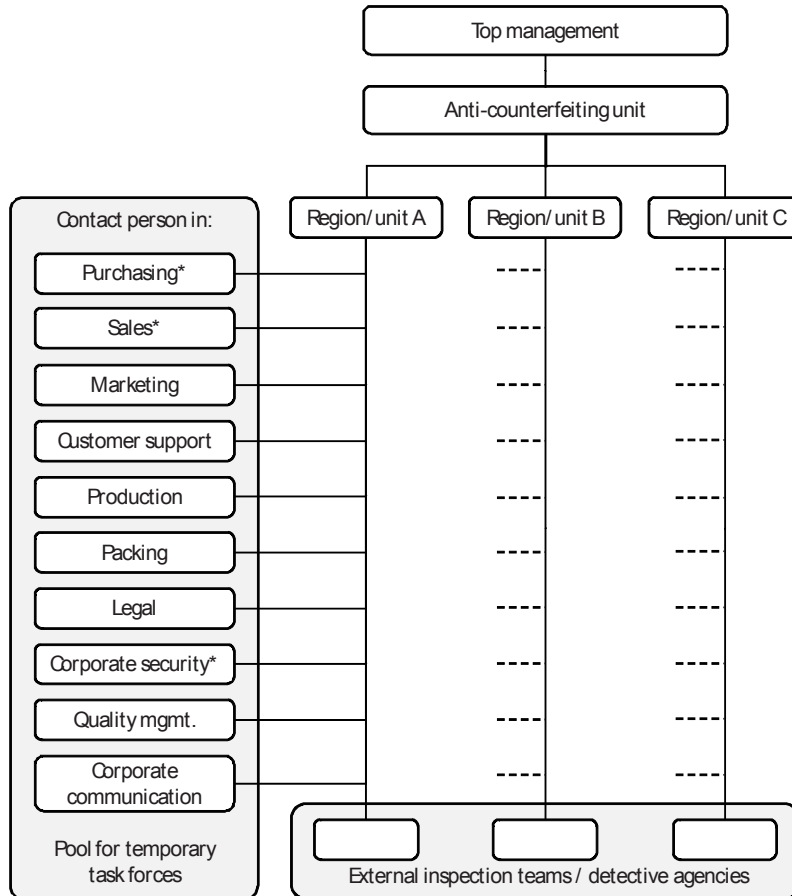 Top management
Anti-counterfeiting unit
Contact person in:
Region/ unit A
Region/ unit B
Region/ unit C
Purchasing*
Sales*
Marketing
Customer support
Production
Packing
Legal
Corporate security*
Quality mgmt.
Corporate
communication
Pool for temporary
task forces
External inspection teams / detective agencies